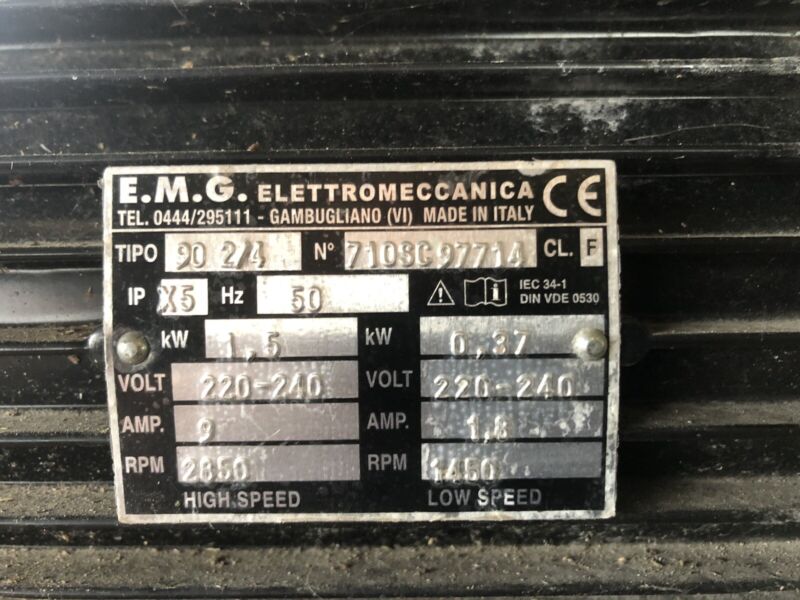 E.M.G. ELETTROMECCANICA CE
TEL. 0444/295111 - GAMBUGLIANO (VI) MADE IN ITALY
TIPO 90 2/4 N° 710SC97714 CL. F
IP X5 Hz 50 IEC 34-1
DIN VDE 0530
kW 1,5 kW 0,37
VOLT 220-240 VOLT 220-240
AMP. 9 AMP. 1,8
RPM 2850 RPM 1450
HIGH SPEED LOW SPEED